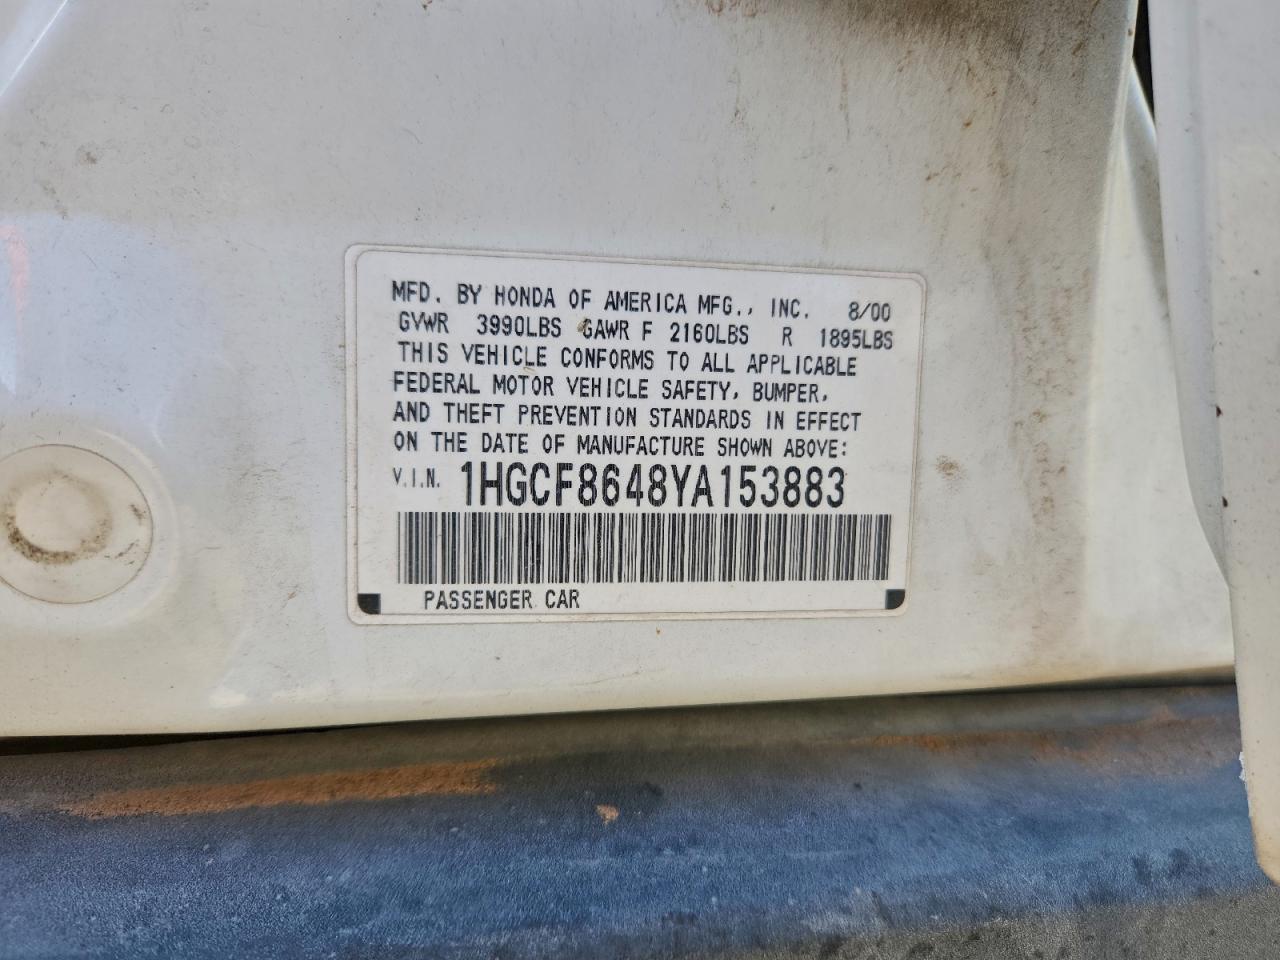 MFD. BY HONDA OF AMERICA MFG., INC. 8/00
GVWR 3990LBS GAWR F 2160LBS R 1895LBS
THIS VEHICLE CONFORMS TO ALL APPLICABLE
FEDERAL MOTOR VEHICLE SAFETY, BUMPER,
AND THEFT PREVENTION STANDARDS IN EFFECT
ON THE DATE OF MANUFACTURE SHOWN ABOVE:
V.I.N. 1HGCF8648YA153883
PASSENGER CAR